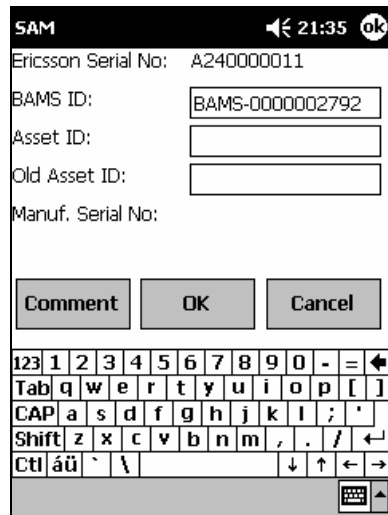 SAM 21:35 ok
Ericsson Serial No: A240000011
BAMS ID: BAMS-0000002792
Asset ID:
Old Asset ID:
Manuf. Serial No:
Comment OK Cancel
123 1 2 3 4 5 6 7 8 9 0 - = 
Tab q w e r t y u i o p [ ]
CAP a s d f g h j k l ; '
Shift z x c v b n m , . / ↵
Ctl áü ` \ ↓ ↑ ← →